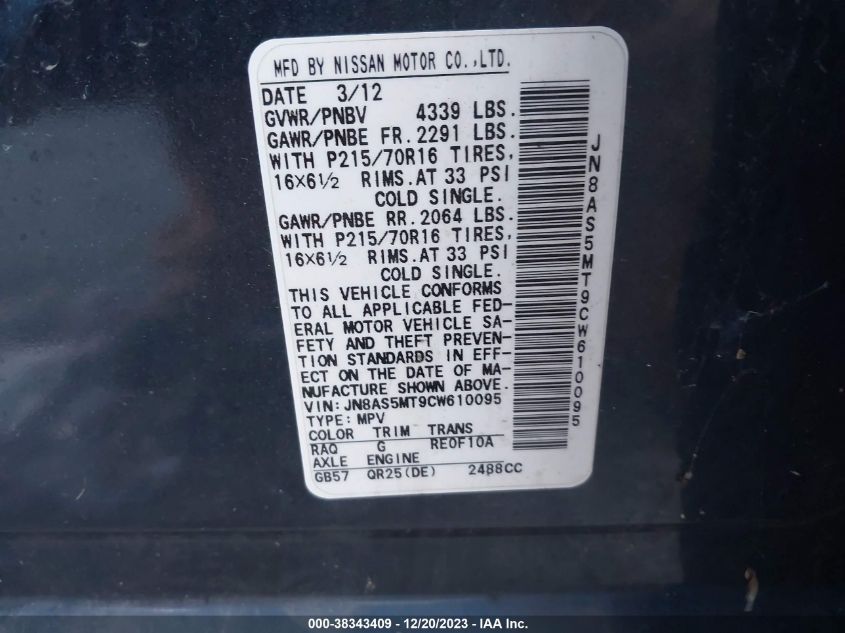 MFD BY NISSAN MOTOR CO.,LTD.
DATE 3/12
GVWR/PNBV 4339 LBS.
GAWR/PNBE FR.2291 LBS.
WITH P215/70R16 TIRES,
16X6½ RIMS.AT 33 PSI
COLD SINGLE.
GAWR/PNBE RR.2064 LBS.
WITH P215/70R16 TIRES,
16X6½ RIMS.AT 33 PSI
COLD SINGLE.
THIS VEHICLE CONFORMS
TO ALL APPLICABLE FED-
ERAL MOTOR VEHICLE SA-
FETY AND THEFT PREVEN-
TION STANDARDS IN EFF-
ECT ON THE DATE OF MA-
NUFACTURE SHOWN ABOVE.
VIN: JN8AS5MT9CW610095
TYPE: MPV
COLOR TRIM TRANS
RAQ G RE0F10A
AXLE ENGINE
GB57 QR25(DE) 2488CC
JN8AS5MT9CW610095
000-38343409 - 12/20/2023 - IAA Inc.